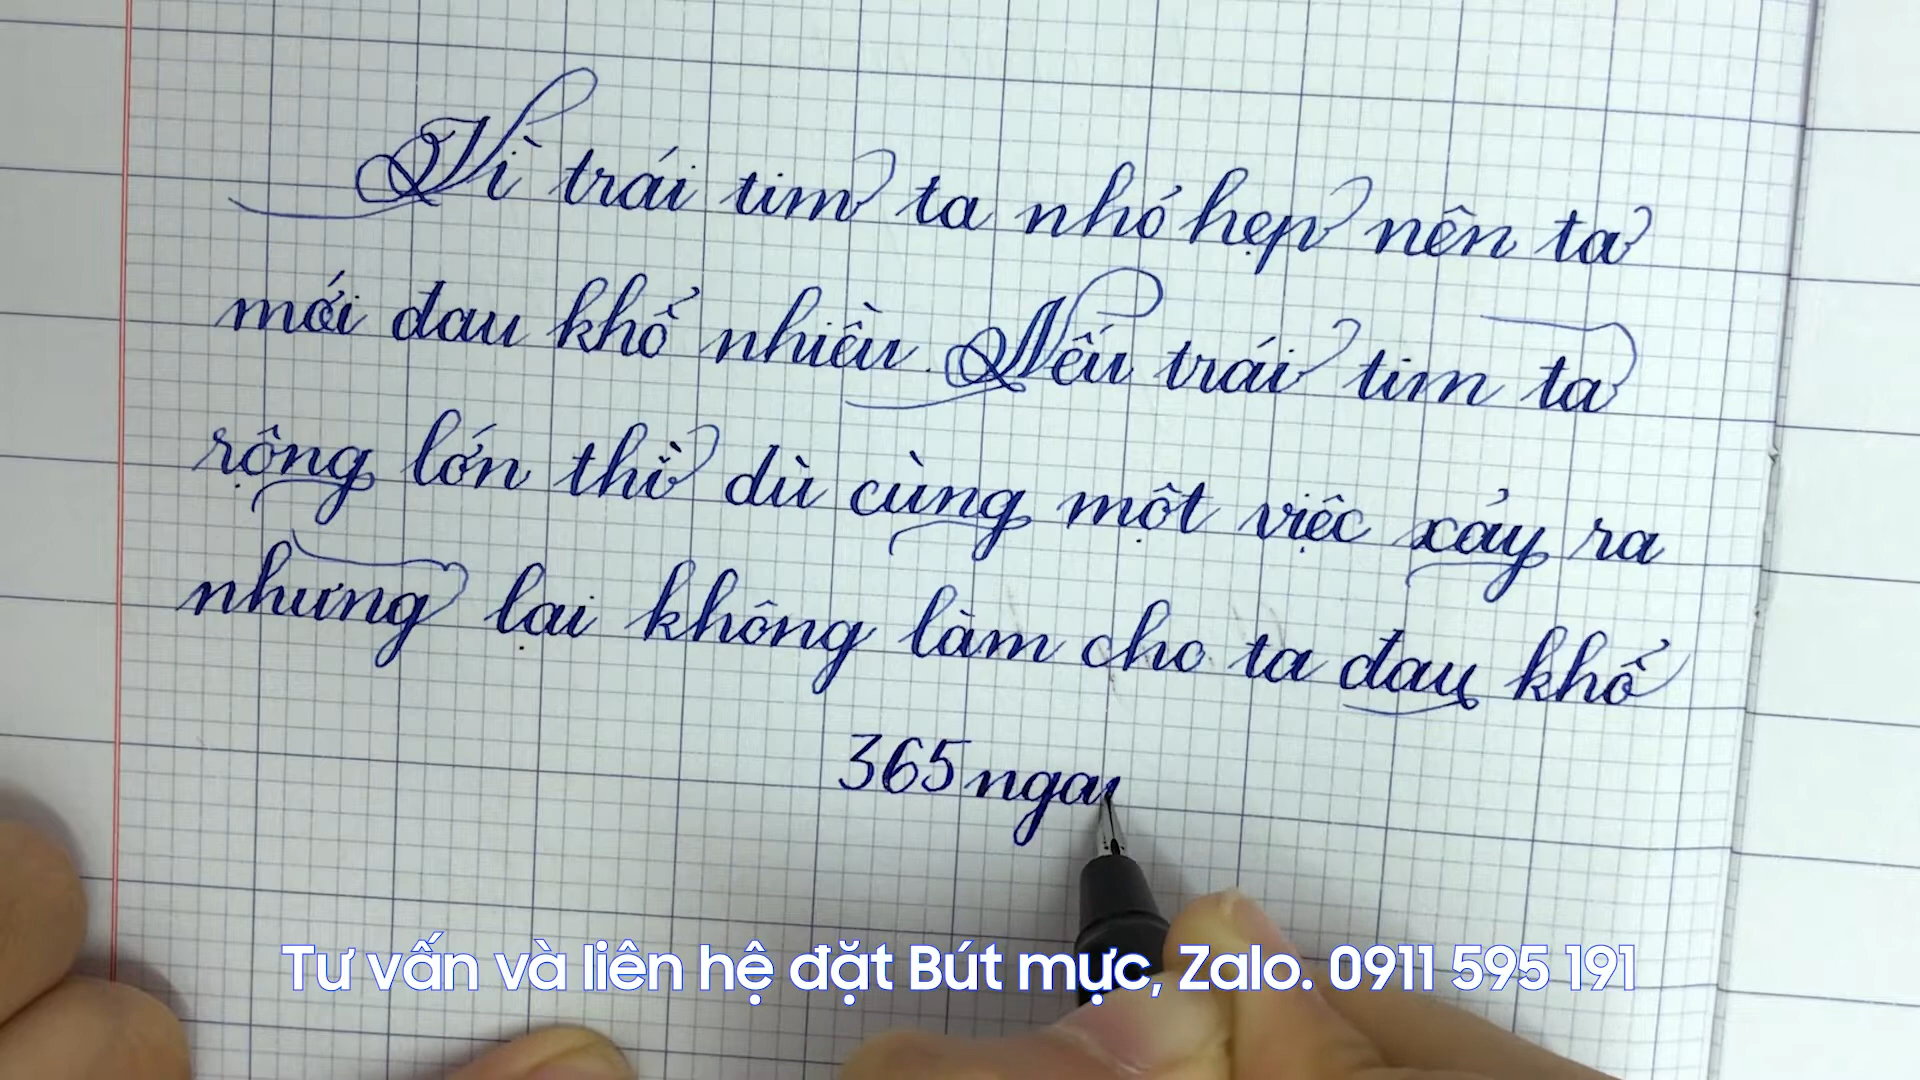 Vì trái tim ta nhỏ hẹp nên ta
mới đau khổ nhiều. Nếu trái tim ta
rộng lớn thì dù cùng một việc xảy ra
nhưng lại không làm cho ta đau khổ
365 ngay
Tư vấn và liên hệ đặt Bút mực, Zalo. 0911 595 191